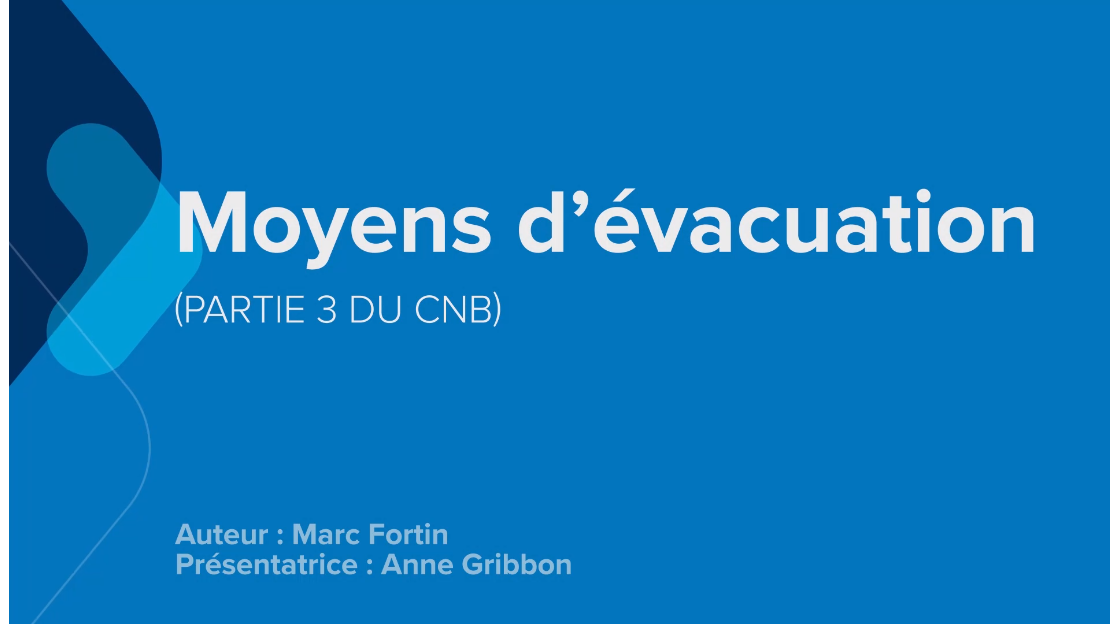 Moyens d’évacuation
(PARTIE 3 DU CNB)
Auteur : Marc Fortin
Présentatrice : Anne Gribbon